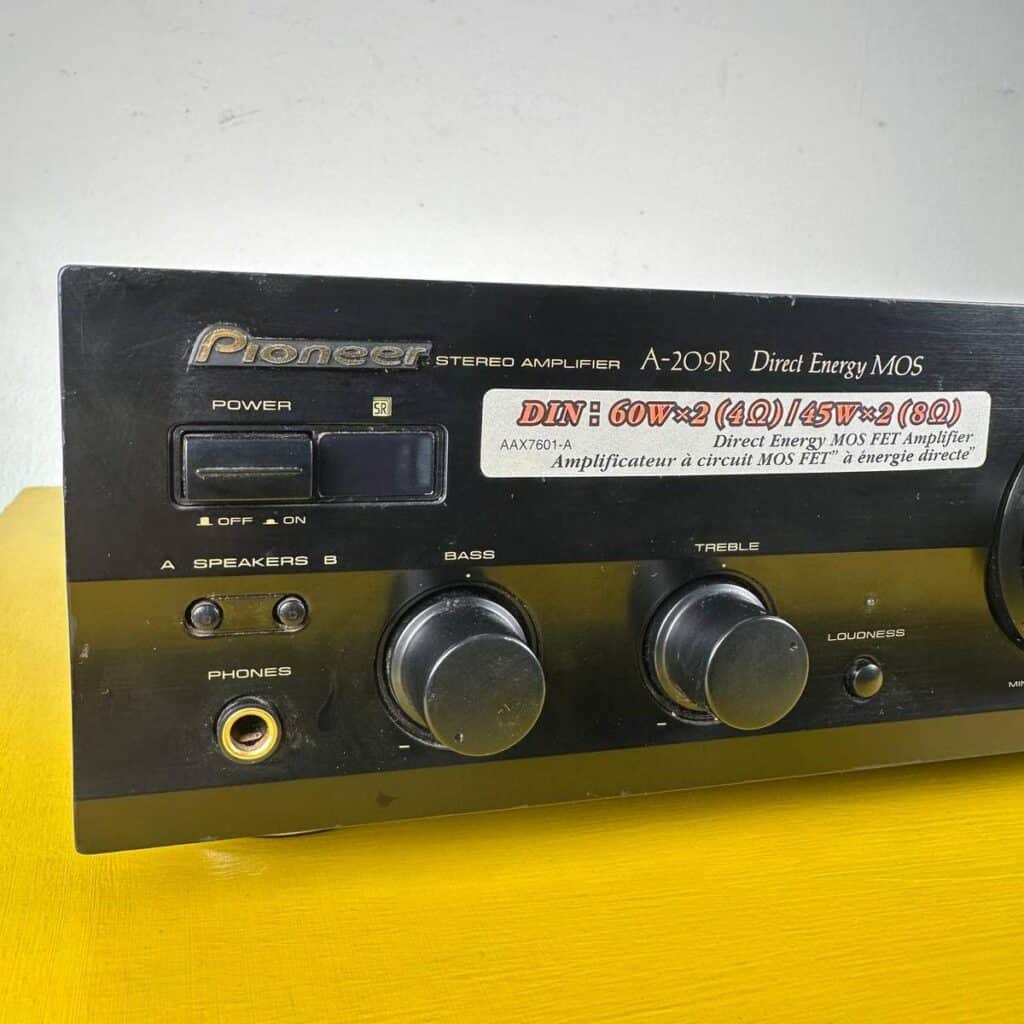 Pioneer STEREO AMPLIFIER A-209R Direct Energy MOS
POWER SR
OFF ON
DIN : 60W×2 (4Ω) / 45W×2 (8Ω)
AAX7601-A Direct Energy MOS FET Amplifier
Amplificateur à circuit MOS FET" à énergie directe"
A SPEAKERS B
BASS
TREBLE
LOUDNESS
PHONES
MIN